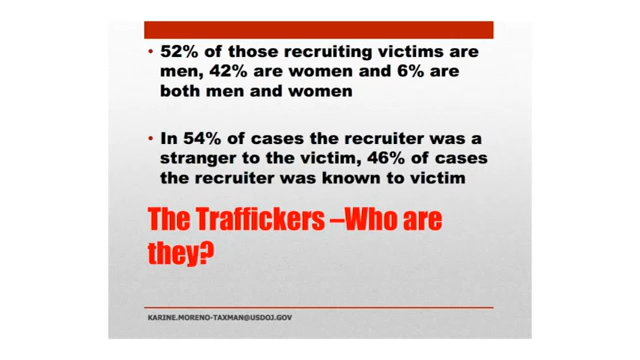 • 52% of those recruiting victims are
men, 42% are women and 6% are
both men and women
• In 54% of cases the recruiter was a
stranger to the victim, 46% of cases
the recruiter was known to victim
The Traffickers –Who are
they?
KARINE.MORENO-TAXMAN@USDOJ.GOV